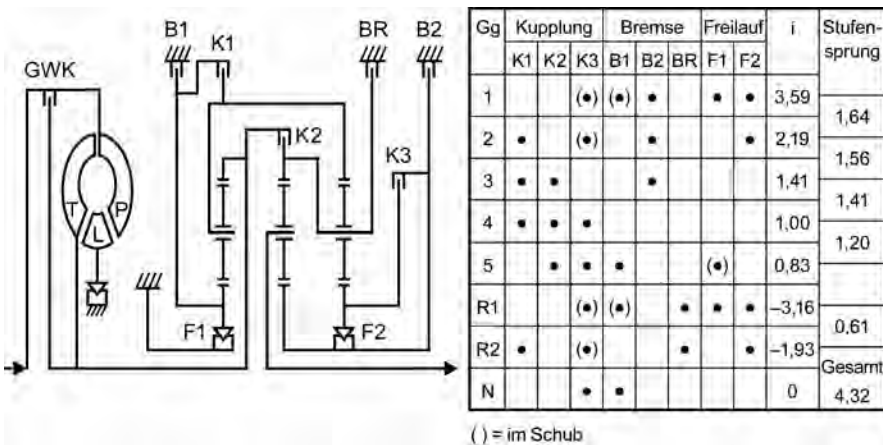 B1 BR B2
K1
GWK
K2
K3
T L P
F1 F2
Gg Kupplung Bremse Freilauf i Stufen-
sprung
K1 K2 K3 B1 B2 BR F1 F2
1 (•) (•) • • • 3,59
1,64
2 • (•) • • 2,19
1,56
3 • • • 1,41
1,41
4 • • • 1,00
1,20
5 • • • (•) 0,83
R1 (•) (•) • • • –3,16
0,61
R2 • (•) • • –1,93
Gesamt
N • • 0 4,32
( ) = im Schub